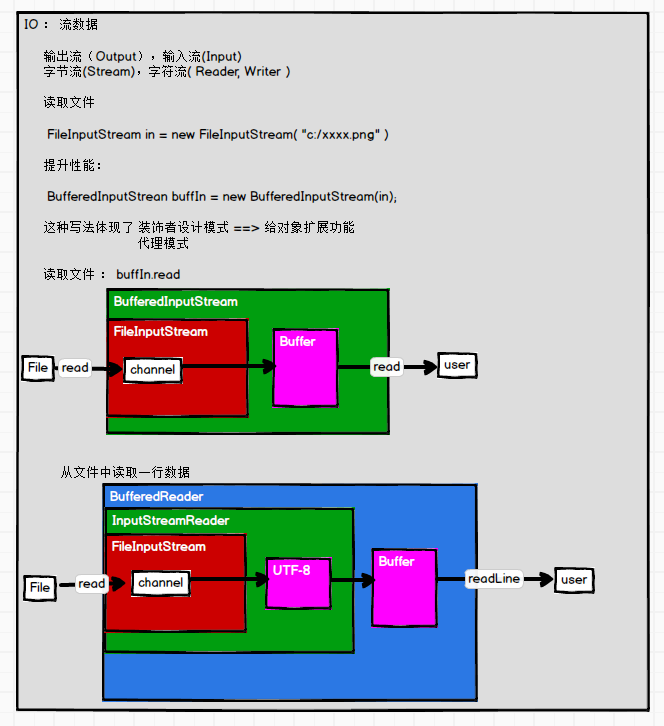 IO： 流数据
输出流（Output），输入流(Input)
字节流(Stream)，字符流( Reader, Writer )
读取文件
FileInputStream in = new FileInputStream( "c:/xxxx.png" )
提升性能：
BufferedInputStrean buffIn = new BufferedInputStream(in);
这种写法体现了 装饰者设计模式 ==> 给对象扩展功能
代理模式
读取文件： buffIn.read
BufferedInputStream
FileInputStream
Buffer
File
read
channel
read
user
从文件中读取一行数据
BufferedReader
InputStreamReader
FileInputStream
UTF-8
Buffer
File
read
channel
readLine
user